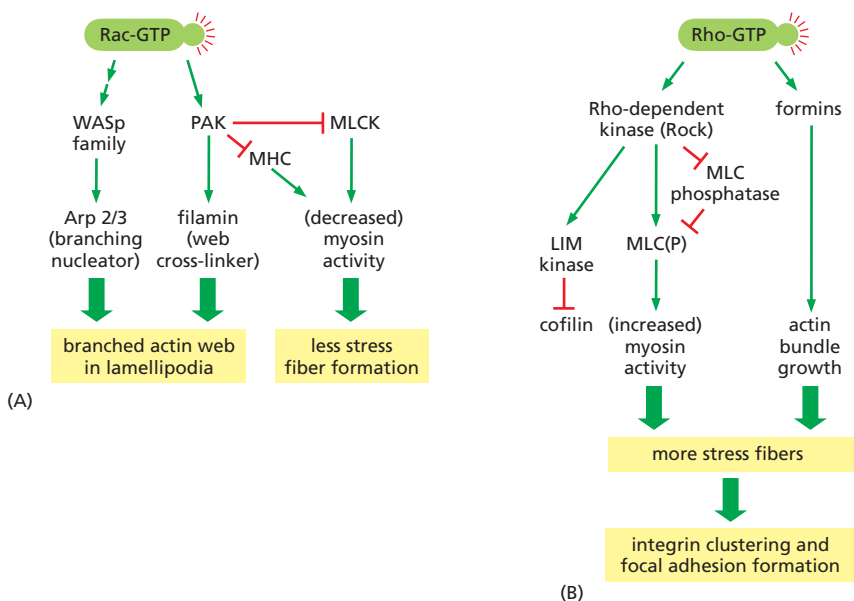 Rac-GTP
WASp
family
PAK
MLCK
MHC
Arp 2/3
(branching
nucleator)
filamin
(web
cross-linker)
(decreased)
myosin
activity
branched actin web
in lamellipodia
less stress
fiber formation
(A)
Rho-GTP
Rho-dependent
kinase (Rock)
formins
MLC
phosphatase
LIM
kinase
MLC(P)
cofilin
(increased)
myosin
activity
actin
bundle
growth
more stress fibers
integrin clustering and
focal adhesion formation
(B)